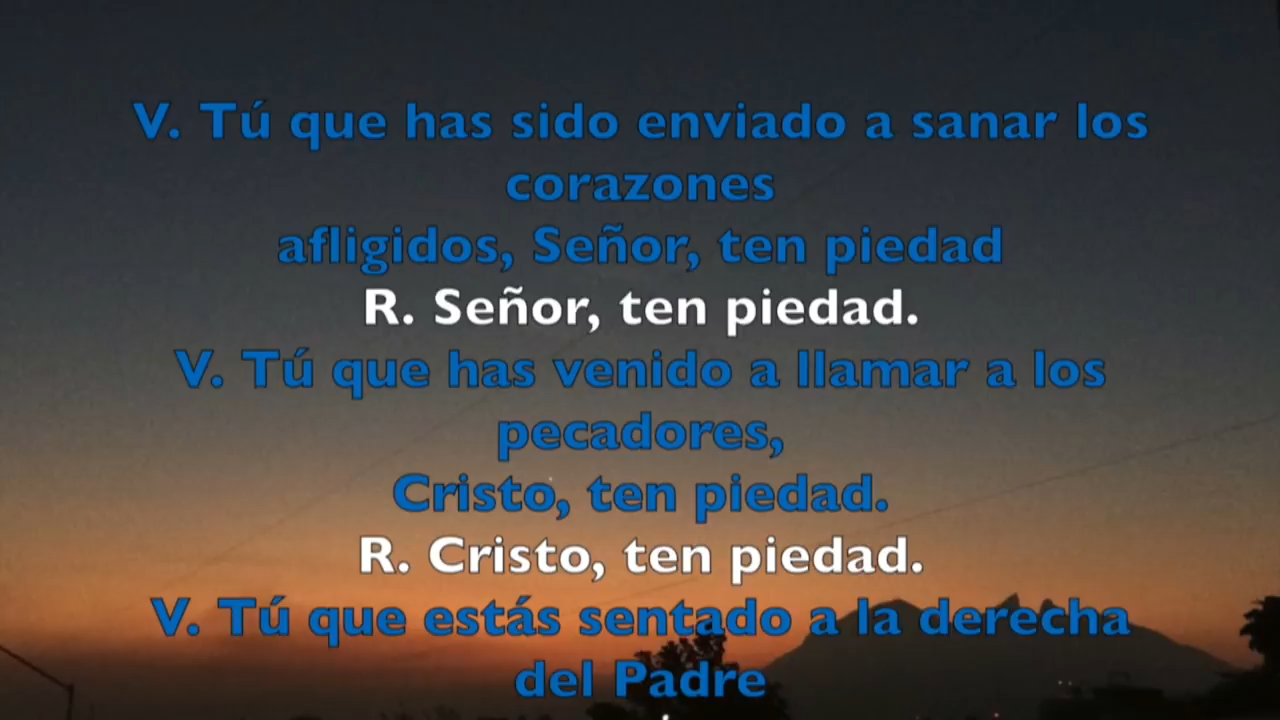 V. Tú que has sido enviado a sanar los
corazones
afligidos, Señor, ten piedad
R. Señor, ten piedad.
V. Tú que has venido a llamar a los
pecadores,
Cristo, ten piedad.
R. Cristo, ten piedad.
V. Tú que estás sentado a la derecha
del Padre